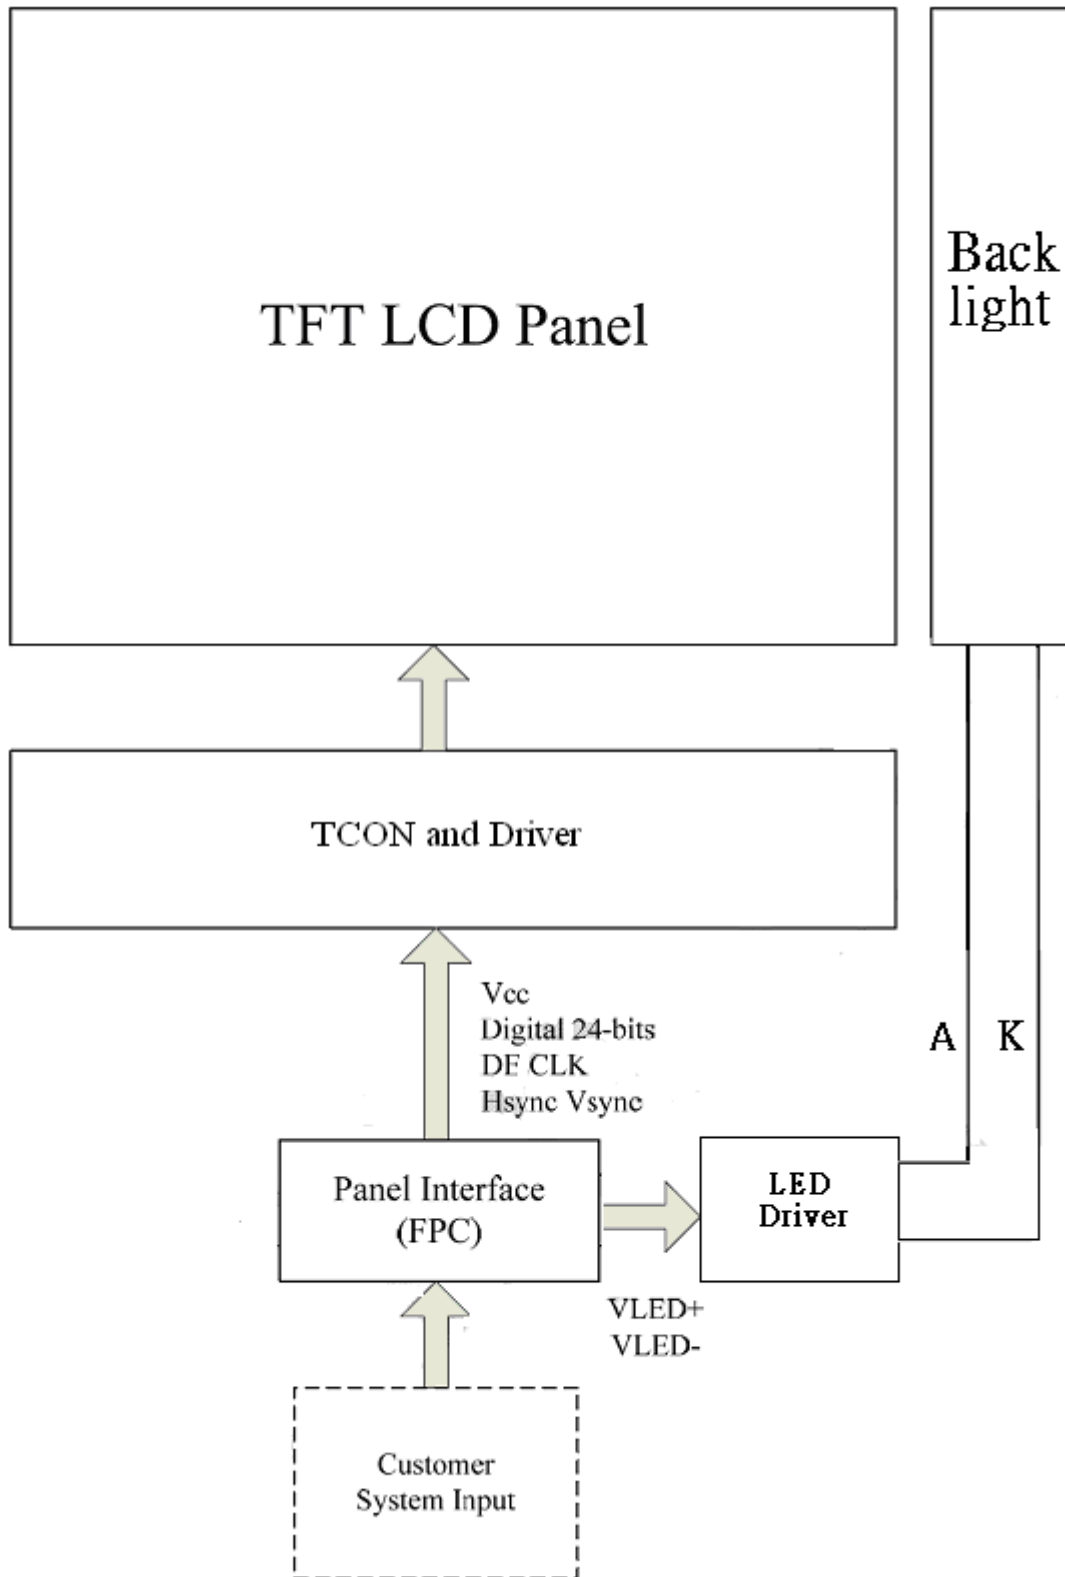 TFT LCD Panel
Back
light
TCON and Driver
Vcc
Digital 24-bits
DE CLK
Hsync Vsync
A
K
Panel Interface
(FPC)
LED
Driver
VLED+
VLED-
Customer
System Input